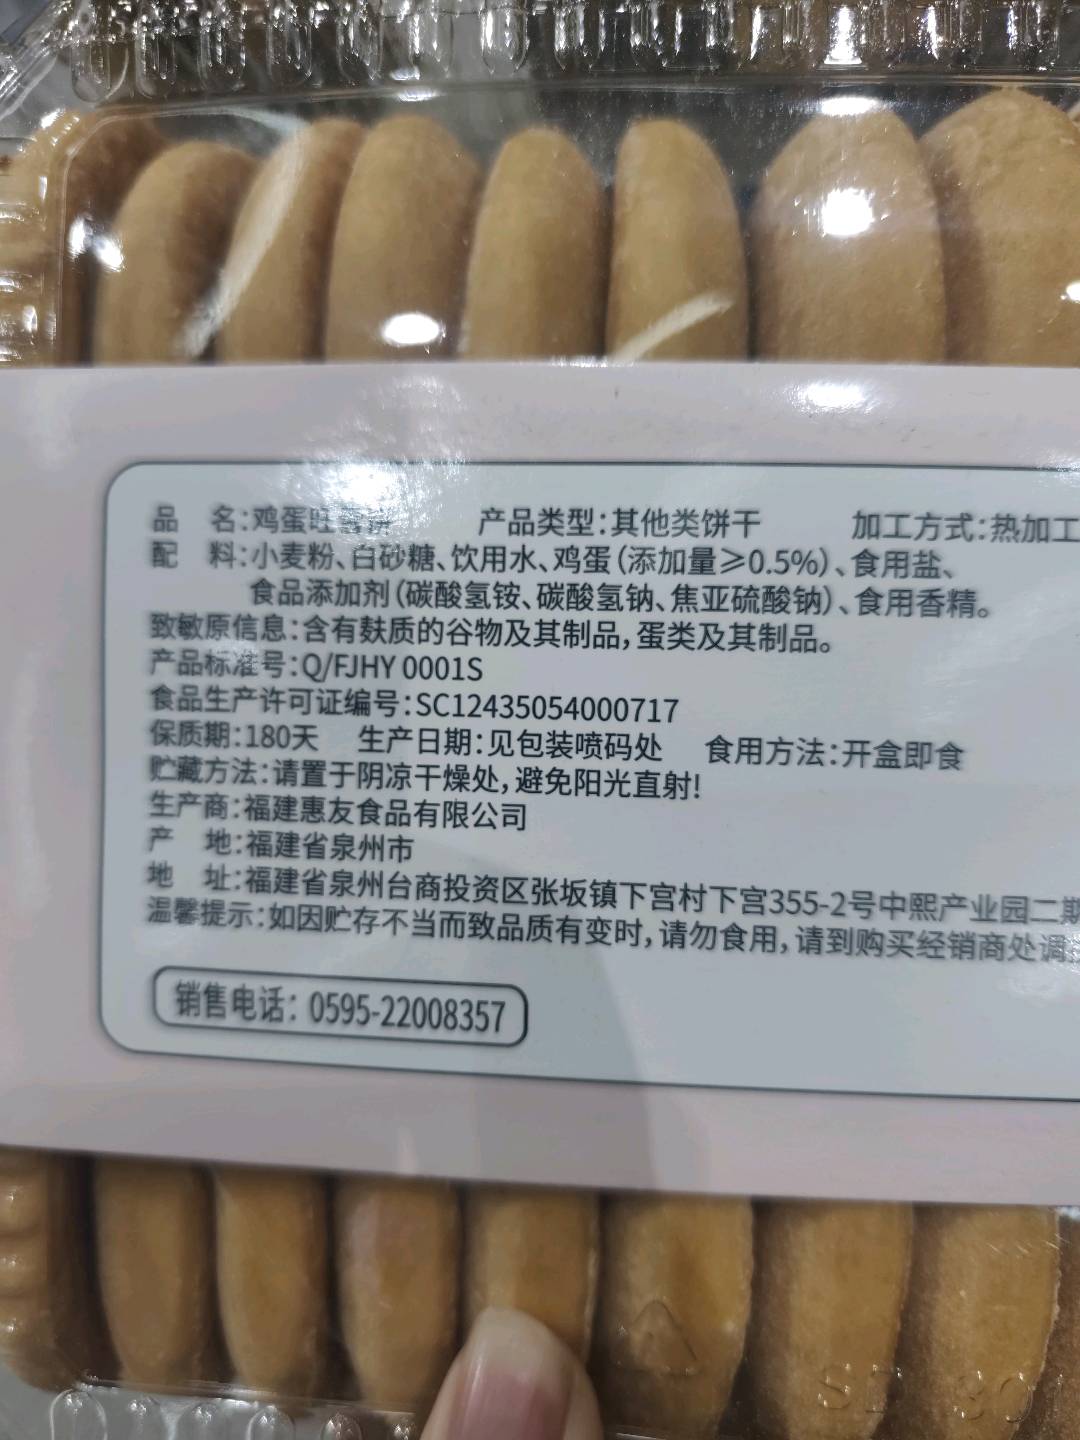 品 名：鸡蛋旺 饼 产品类型：其他类饼干 加工方式：热加工
配 料：小麦粉、白砂糖、饮用水、鸡蛋（添加量≥0.5%）、食用盐、
食品添加剂（碳酸氢铵、碳酸氢钠、焦亚硫酸钠）、食用香精。
致敏原信息：含有麸质的谷物及其制品，蛋类及其制品。
产品标准号：Q/FJHY 0001S
食品生产许可证编号：SC12435054000717
保质期：180天 生产日期：见包装喷码处 食用方法：开盒即食
贮藏方法：请置于阴凉干燥处，避免阳光直射！
生产商：福建惠友食品有限公司
产 地：福建省泉州市
地 址：福建省泉州台商投资区张坂镇下宫村下宫355-2号中熙产业园二期
温馨提示：如因贮存不当而致品质有变时，请勿食用，请到购买经销商处调
销售电话：0595-22008357